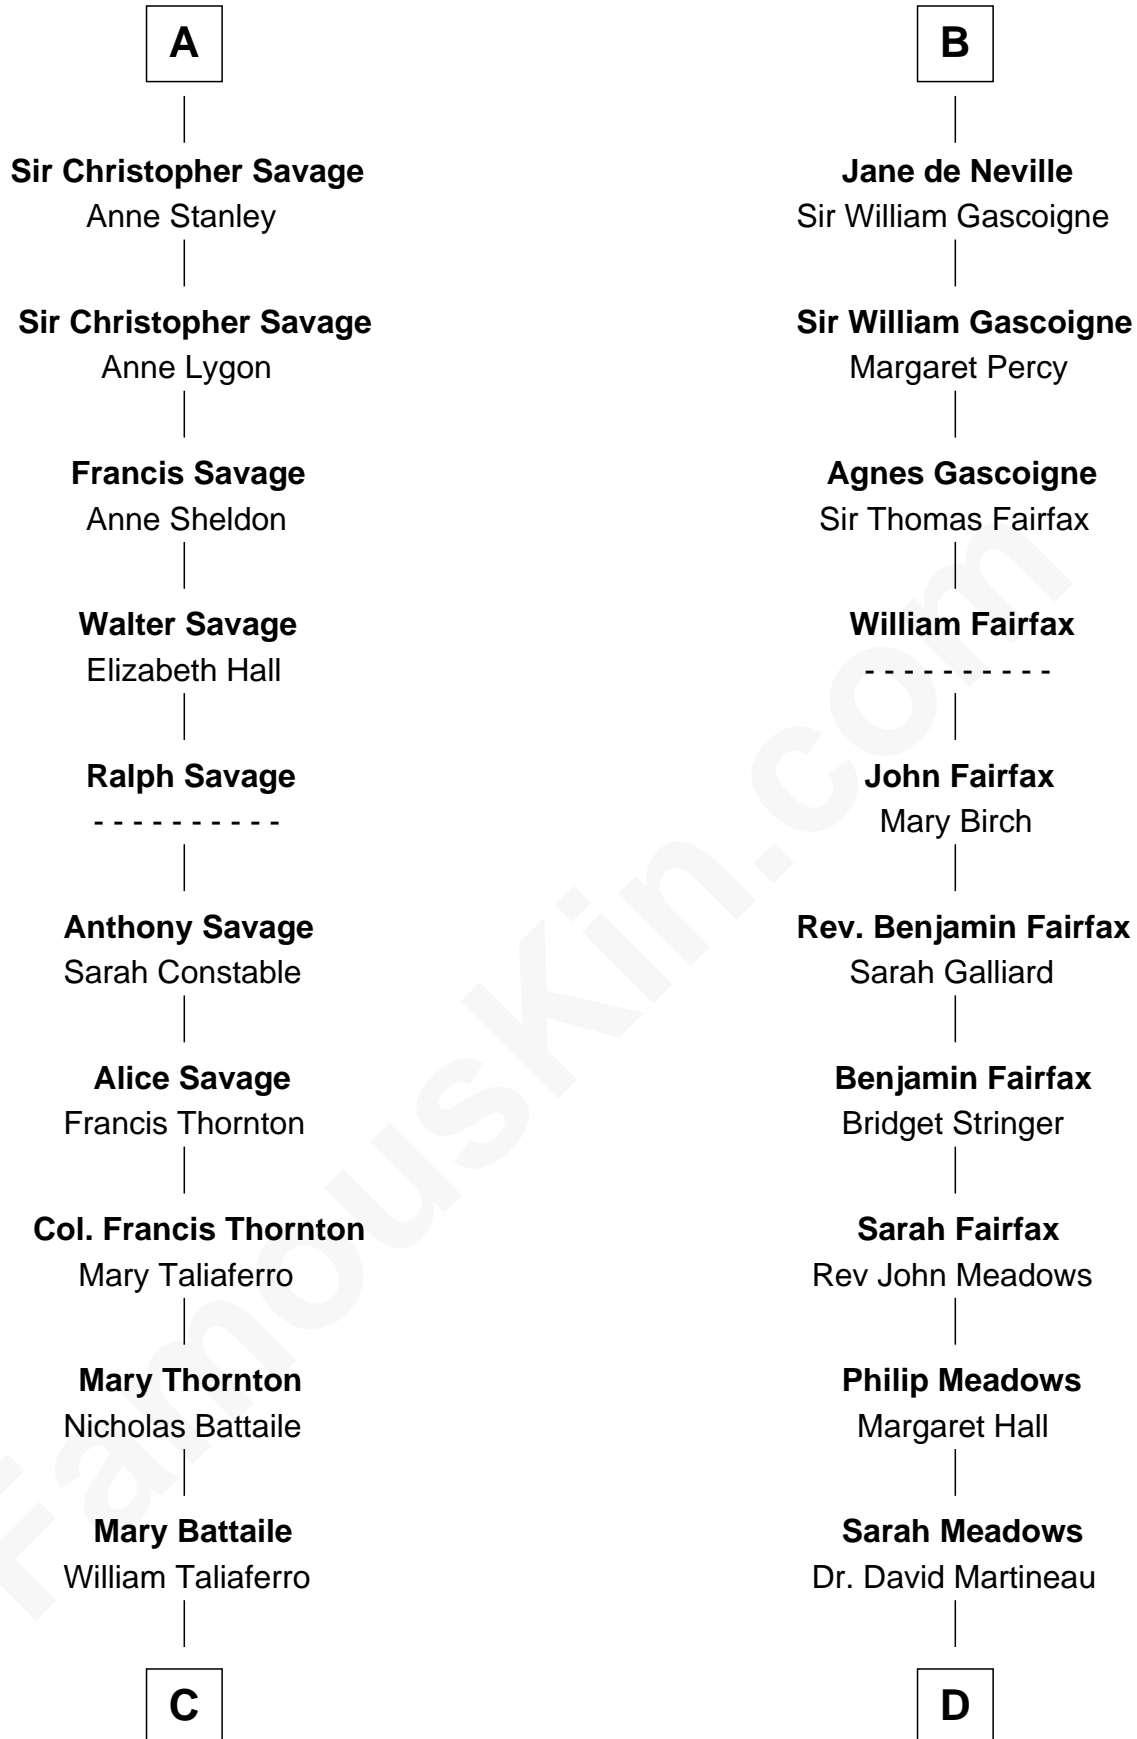 A
Sir Christopher Savage
Anne Stanley
Sir Christopher Savage
Anne Lygon
Francis Savage
Anne Sheldon
Walter Savage
Elizabeth Hall
Ralph Savage
- - - - - - - - - -
Anthony Savage
Sarah Constable
Alice Savage
Francis Thornton
Col. Francis Thornton
Mary Taliaferro
Mary Thornton
Nicholas Battaile
Mary Battaile
William Taliaferro
C
B
Jane de Neville
Sir William Gascoigne
Sir William Gascoigne
Margaret Percy
Agnes Gascoigne
Sir Thomas Fairfax
William Fairfax
- - - - - - - - - -
John Fairfax
Mary Birch
Rev. Benjamin Fairfax
Sarah Galliard
Benjamin Fairfax
Bridget Stringer
Sarah Fairfax
Rev John Meadows
Philip Meadows
Margaret Hall
Sarah Meadows
Dr. David Martineau
D
FamousKin.com